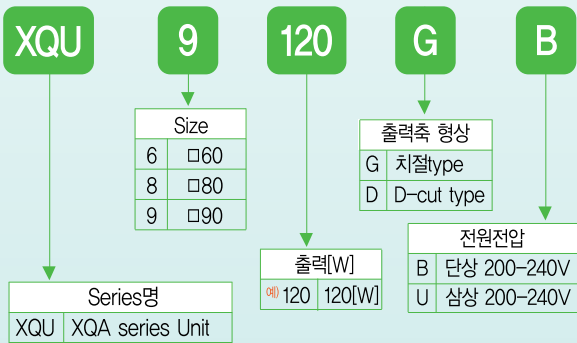 XQU 9 120 G B
Size
6 □60
8 □80
9 □90
출력축 형상
G 치절type
D D-cut type
출력[W]
예) 120 120[W]
전원전압
B 단상 200-240V
U 삼상 200-240V
Series명
XQU XQA series Unit